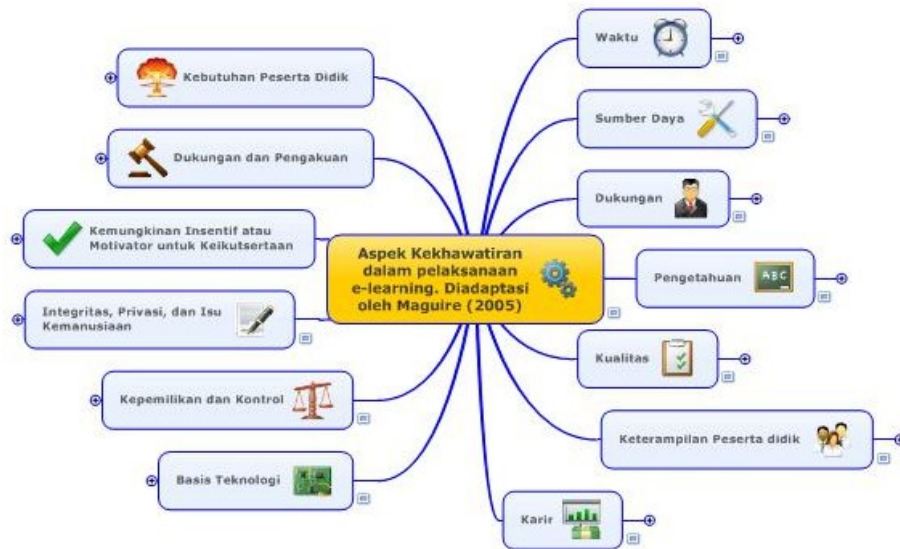 Aspek Kekhawatiran
dalam pelaksanaan
e-learning. Diadaptasi
oleh Maguire (2005)
Waktu
Sumber Daya
Dukungan
Pengetahuan
ABC
Kualitas
Keterampilan Peserta didik
Karir
Kebutuhan Peserta Didik
Dukungan dan Pengakuan
Kemungkinan Insentif atau
Motivator untuk Keikutsertaan
Integritas, Privasi, dan Isu
Kemanusiaan
Kepemilikan dan Kontrol
Basis Teknologi